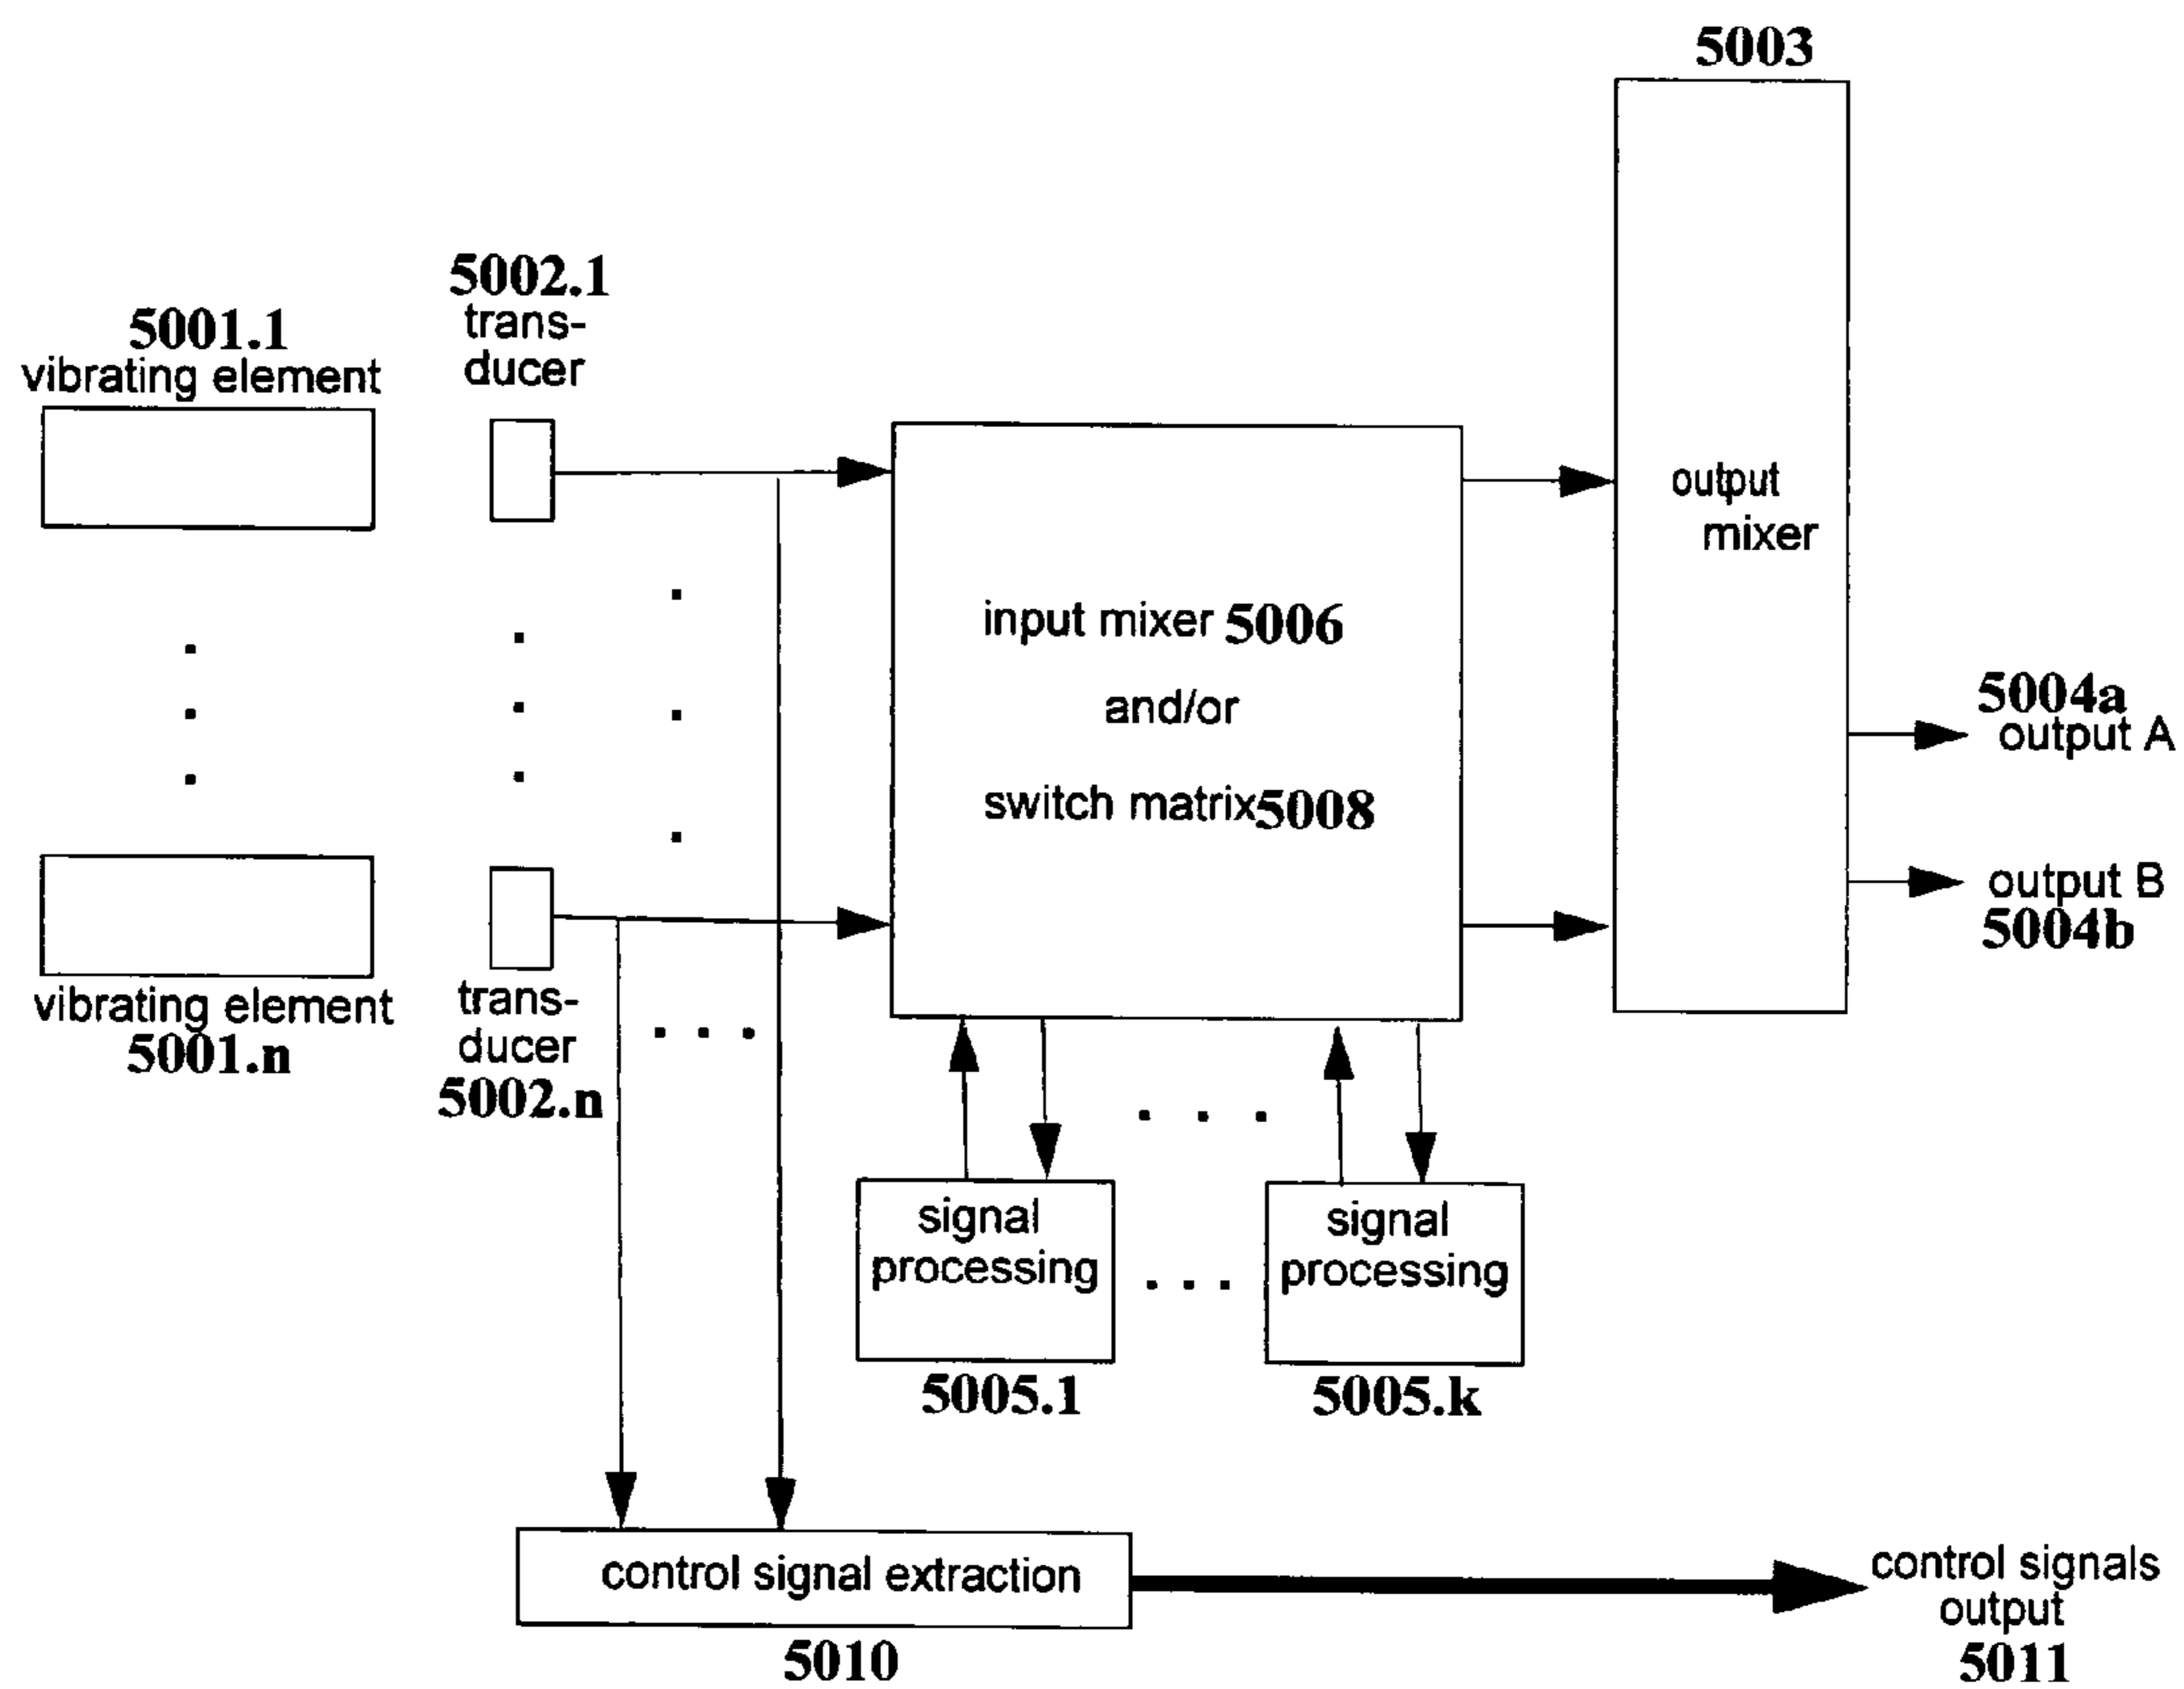 5003
5002.1
trans-
ducer
5001.1
vibrating element
output
mixer
input mixer 5006
and/or
switch matrix5008
5004a
output A
output B
5004b
vibrating element
5001.n
trans-
ducer
5002.n
signal
processing
5005.1
signal
processing
5005.k
control signal extraction
5010
control signals
output
5011